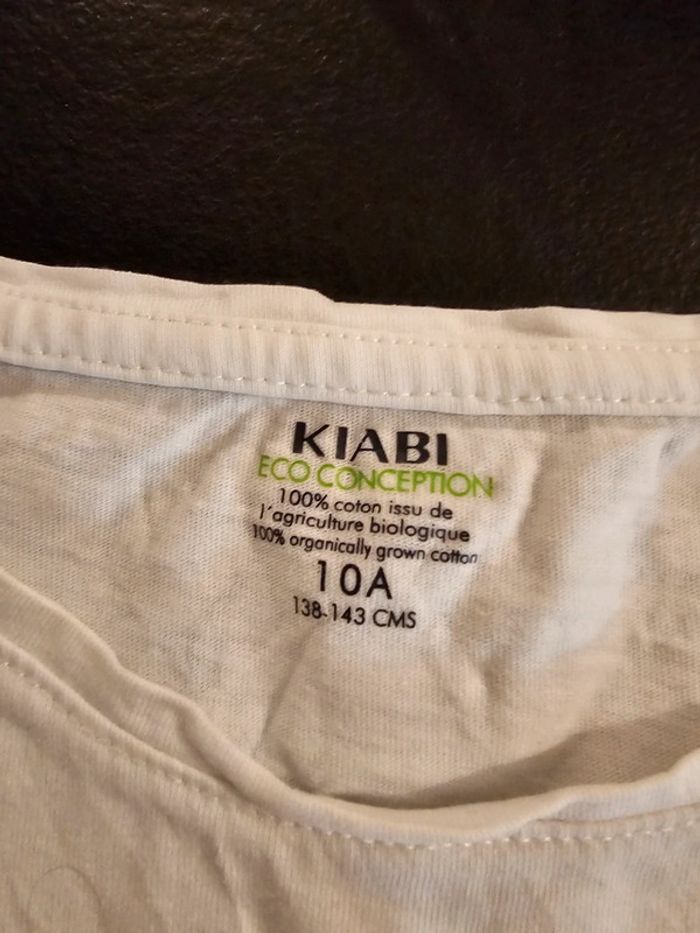 KIABI
ECO CONCEPTION
100% coton issu de
l'agriculture biologique
100% organically grown cotton
10A
138-143 CMS